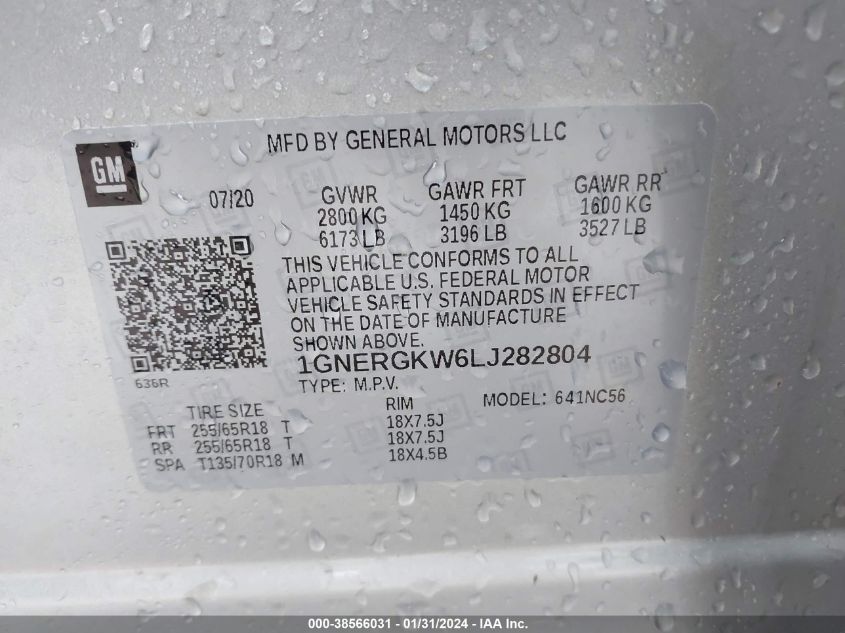 MFD BY GENERAL MOTORS LLC
GM
07/20
GVWR GAWR FRT GAWR RR
2800 KG 1450 KG 1600 KG
6173 LB 3196 LB 3527 LB
THIS VEHICLE CONFORMS TO ALL
APPLICABLE U.S. FEDERAL MOTOR
VEHICLE SAFETY STANDARDS IN EFFECT
ON THE DATE OF MANUFACTURE
SHOWN ABOVE.
1GNERGKW6LJ282804
636R
TYPE: M.P.V.
MODEL: 641NC56
TIRE SIZE RIM
FRT 255/65R18 T 18X7.5J
RR 255/65R18 T 18X7.5J
SPA T135/70R18 M 18X4.5B
000-38566031 - 01/31/2024 - IAA Inc.